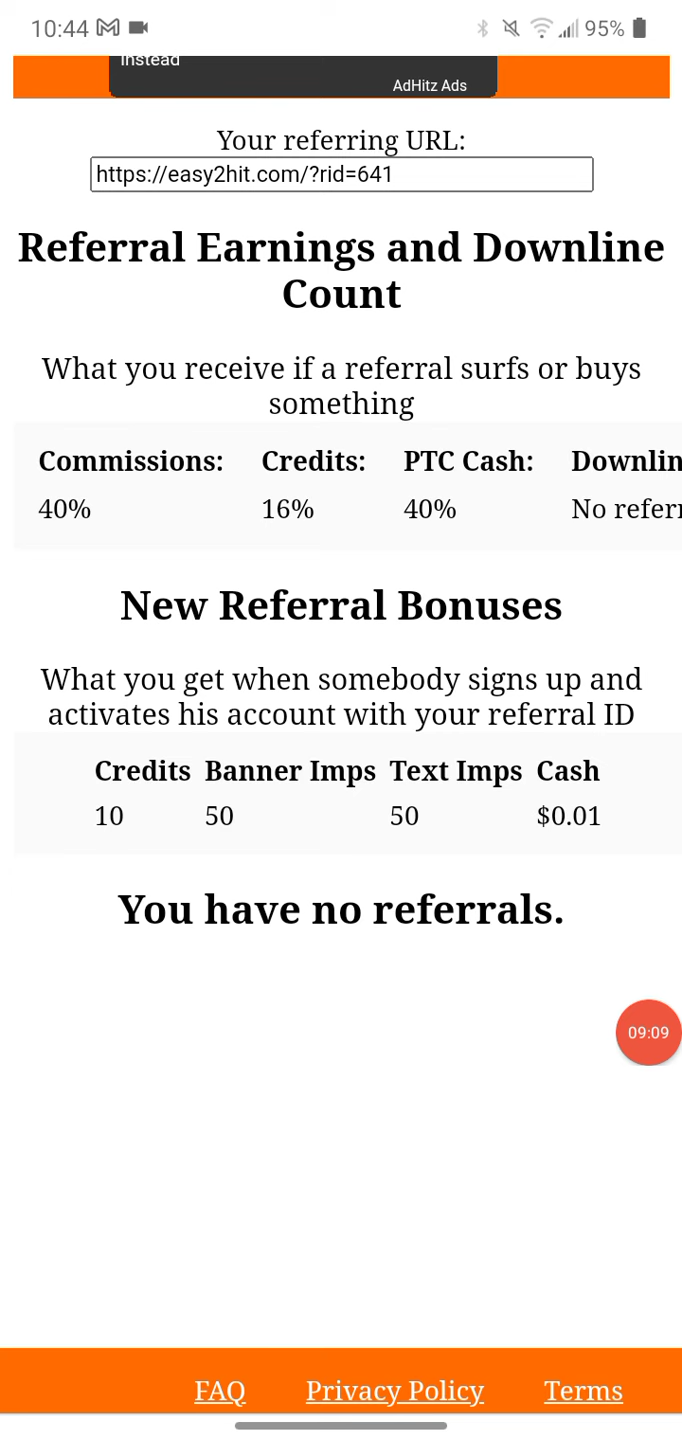 10:44 95%
instead
AdHitz Ads
Your referring URL:
https://easy2hit.com/?rid=641
Referral Earnings and Downline
Count
What you receive if a referral surfs or buys
something
Commissions: Credits: PTC Cash: Downlin
40% 16% 40% No refer
New Referral Bonuses
What you get when somebody signs up and
activates his account with your referral ID
Credits Banner Imps Text Imps Cash
10 50 50 $0.01
You have no referrals.
09:09
FAQ Privacy Policy Terms